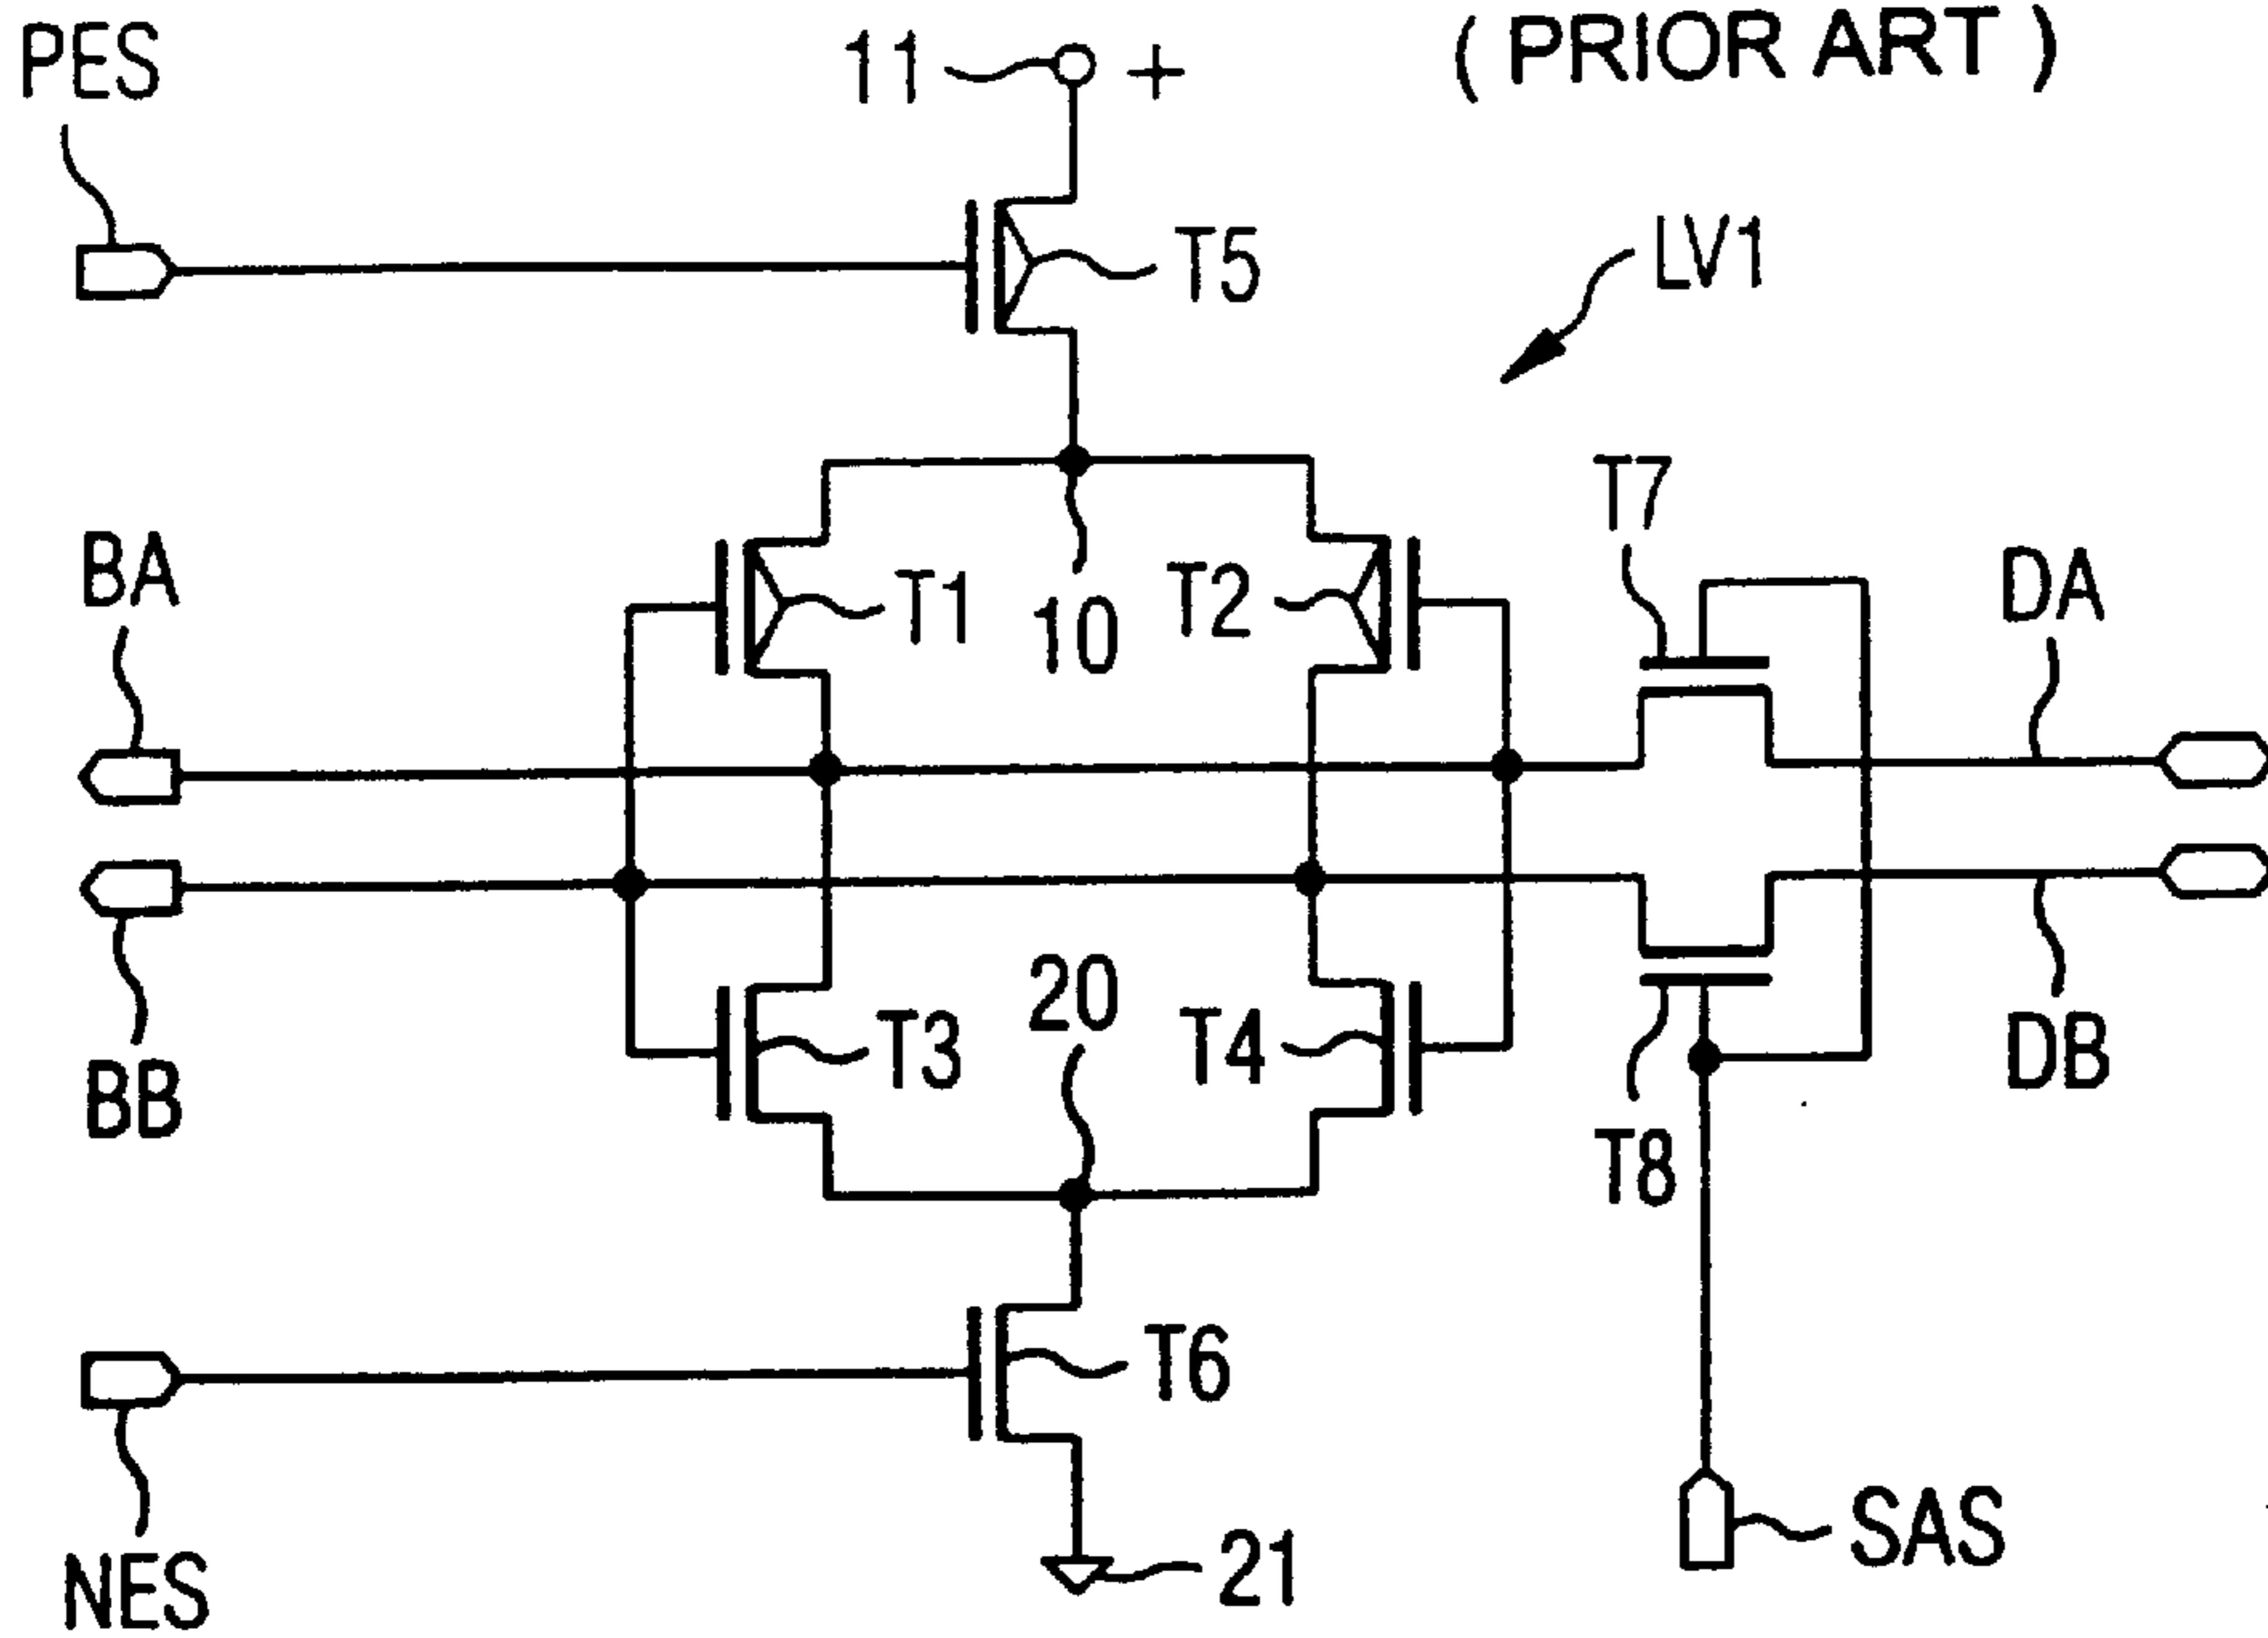 PES
11
+
( PRIOR ART )
T5
LV1
T7
BA
T1
10
T2
DA
20
T3
T4
BB
DB
T8
T6
21
SAS
NES